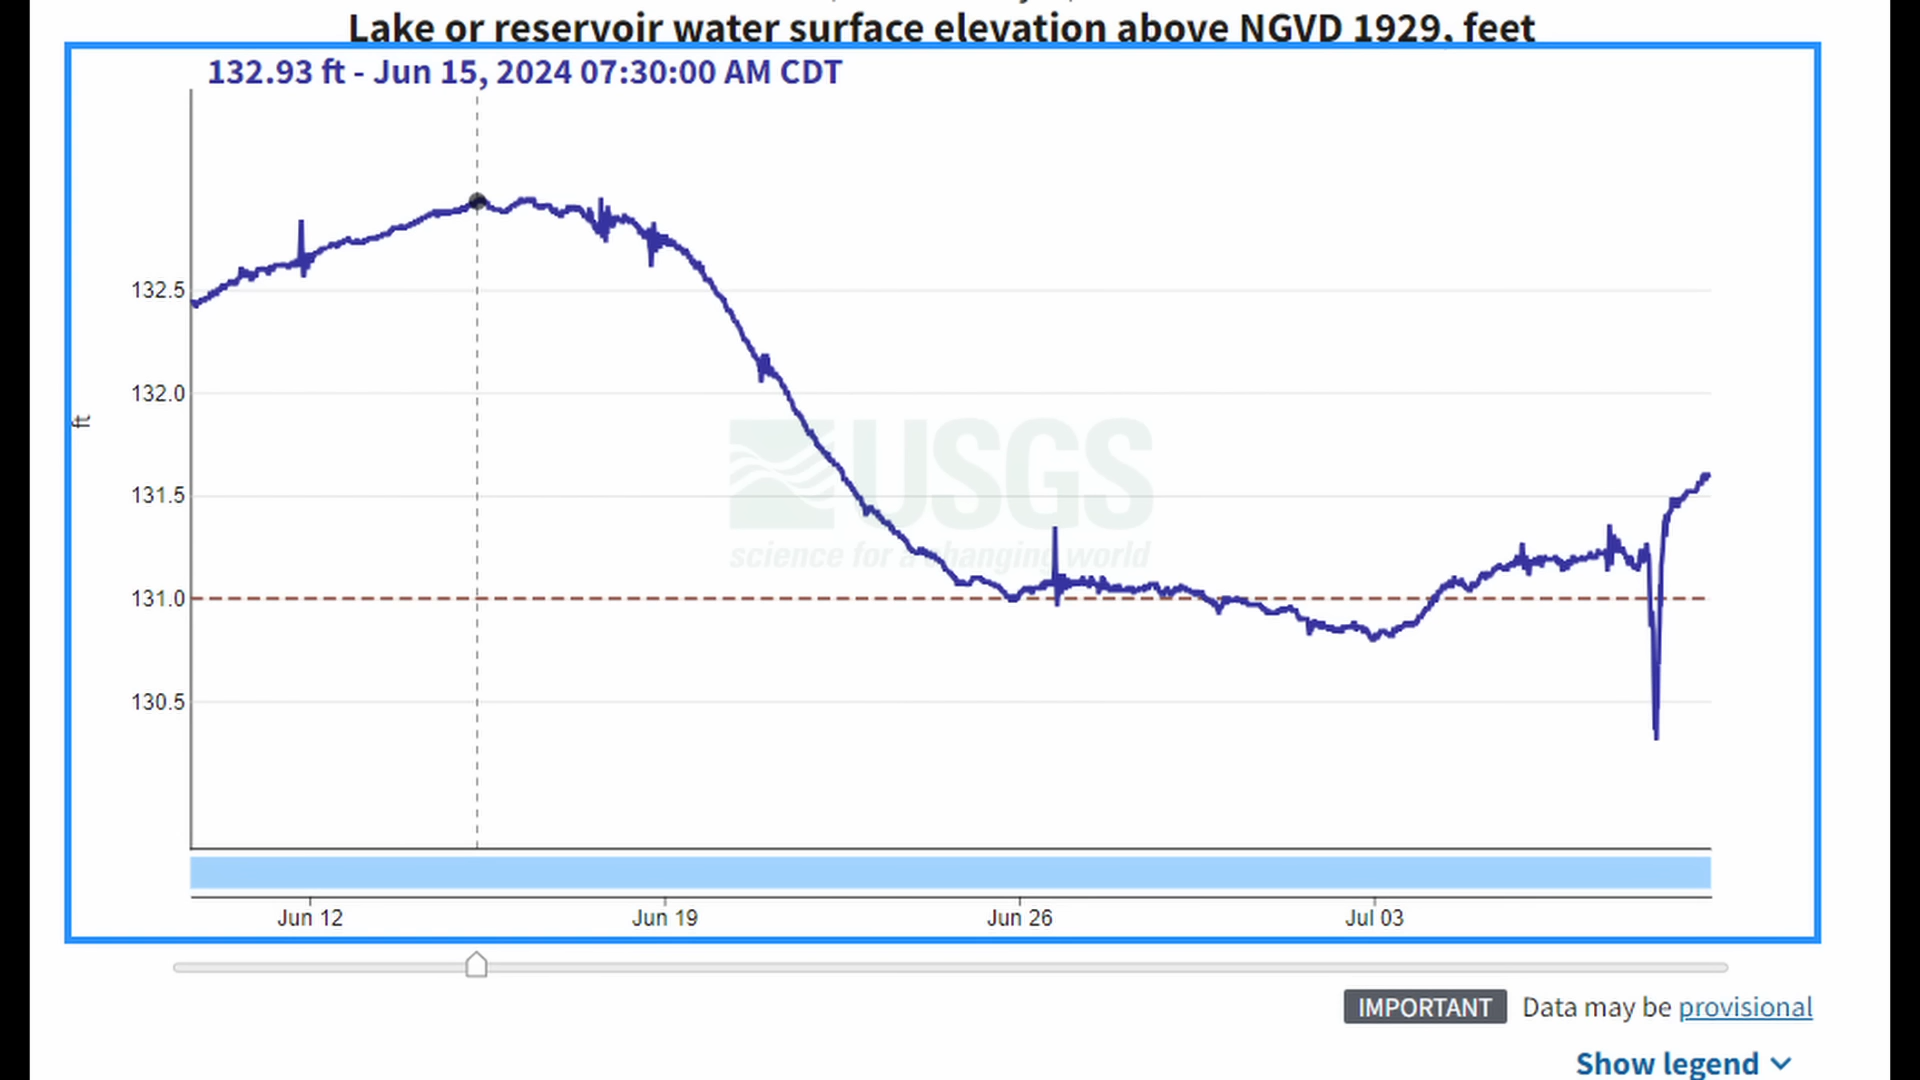 Lake or reservoir water surface elevation above NGVD 1929, feet
132.93 ft - Jun 15, 2024 07:30:00 AM CDT
132.5
132.0
ft
USGS
science for a changing world
131.5
131.0
130.5
Jun 12
Jun 19
Jun 26
Jul 03
IMPORTANT Data may be provisional
Show legend